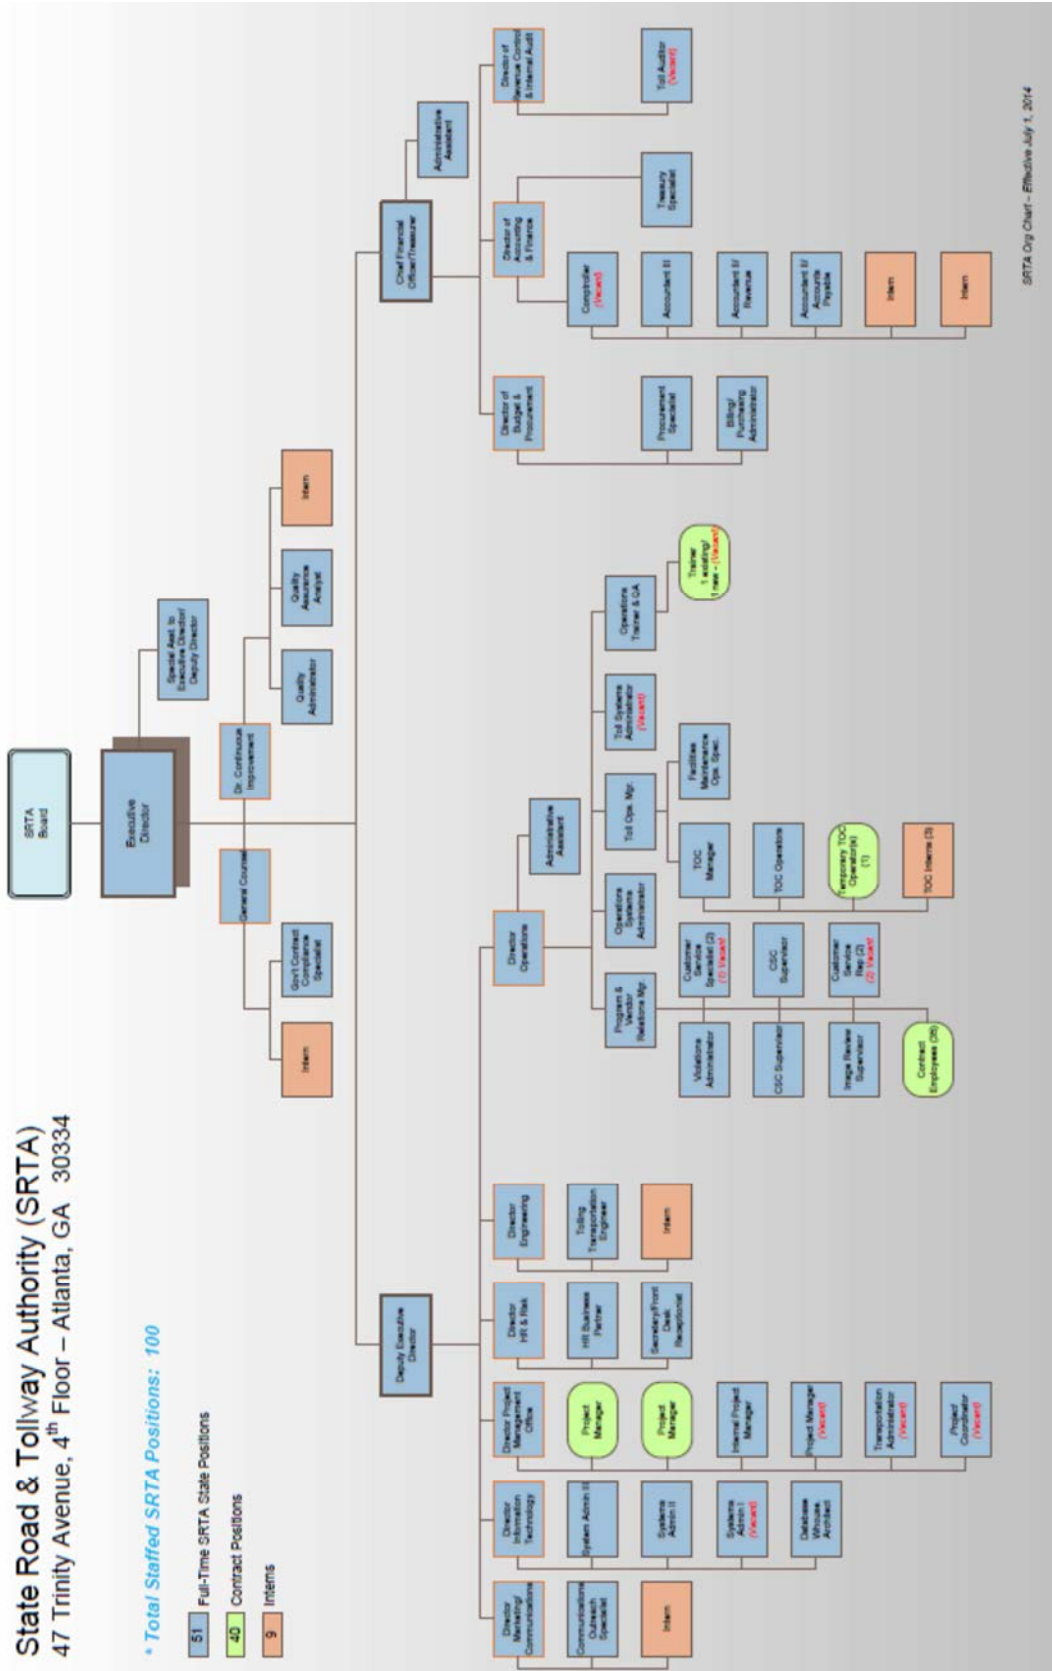 State Road & Tollway Authority (SRTA)
47 Trinity Avenue, 4th Floor – Atlanta, GA 30334
* Total Staffed SRTA Positions: 100
51
Full-Time SRTA State Positions
40
Contract Positions
9
Interns
SRTA
Board
Executive
Director
Special Asst. to
Executive Director/
Deputy Director
General Counsel
Dir. Continuous
Improvement
Intern
Gov't Contract
Compliance
Specialist
Quality
Administrator
Quality
Assurance
Analyst
Intern
Deputy Executive
Director
Chief Financial
Officer/Treasurer
Administrative
Assistant
Director
Marketing/
Communications
Communications
Outreach
Specialist
Intern
Director
Information
Technology
System Admin III
Systems
Admin II
Systems
Admin I
(Vacant)
Database
Whouse.
Architect
Director Project
Management
Office
Project
Manager
Project
Manager
Internal Project
Manager
Project Manager
(Vacant)
Transportation
Administrator
(Vacant)
Project
Coordinator
(Vacant)
Director
HR & Risk
HR Business
Partner
Secretary/Front
Desk
Receptionist
Director
Engineering
Tolling
Transportation
Engineer
Intern
Director
Operations
Administrative
Assistant
Program &
Vendor
Relations Mgr.
Operations
Systems
Administrator
Toll Ops. Mgr.
Toll Systems
Administrator
(Vacant)
Operations
Trainer & QA
Violations
Administrator
Customer
Service
Specialist (2)
(1) Vacant
CSC Supervisor
CSC
Supervisor
Image Review
Supervisor
Customer
Service
Rep (2)
(2) Vacant
Contract
Employees (35)
TOC
Manager
Facilities
Maintenance
Ops. Spec.
TOC Operators
Temporary TOC
Operator(s)
(1)
TOC Interns (3)
Trainer
1 existing/
1 new - (Vacant)
Director of
Budget &
Procurement
Procurement
Specialist
Billing/
Purchasing
Administrator
Director of
Accounting
& Finance
Comptroller
(Vacant)
Accountant III
Accountant I/
Revenue
Accountant I/
Accounts
Payable
Intern
Intern
Treasury
Specialist
Director of
Revenue Control
& Internal Audit
Toll Auditor
(Vacant)
SRTA Org Chart – Effective July 1, 2014